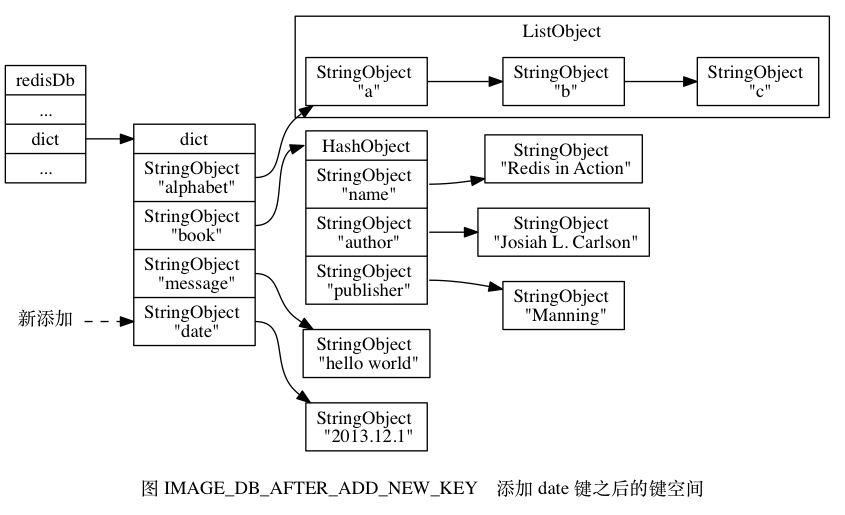 redisDb
...
dict
...
dict
StringObject
"alphabet"
StringObject
"book"
StringObject
"message"
新添加
StringObject
"date"
ListObject
StringObject
"a"
StringObject
"b"
StringObject
"c"
HashObject
StringObject
"name"
StringObject
"author"
StringObject
"publisher"
StringObject
"Redis in Action"
StringObject
"Josiah L. Carlson"
StringObject
"Manning"
StringObject
"hello world"
StringObject
"2013.12.1"
图 IMAGE_DB_AFTER_ADD_NEW_KEY 添加 date 键之后的键空间